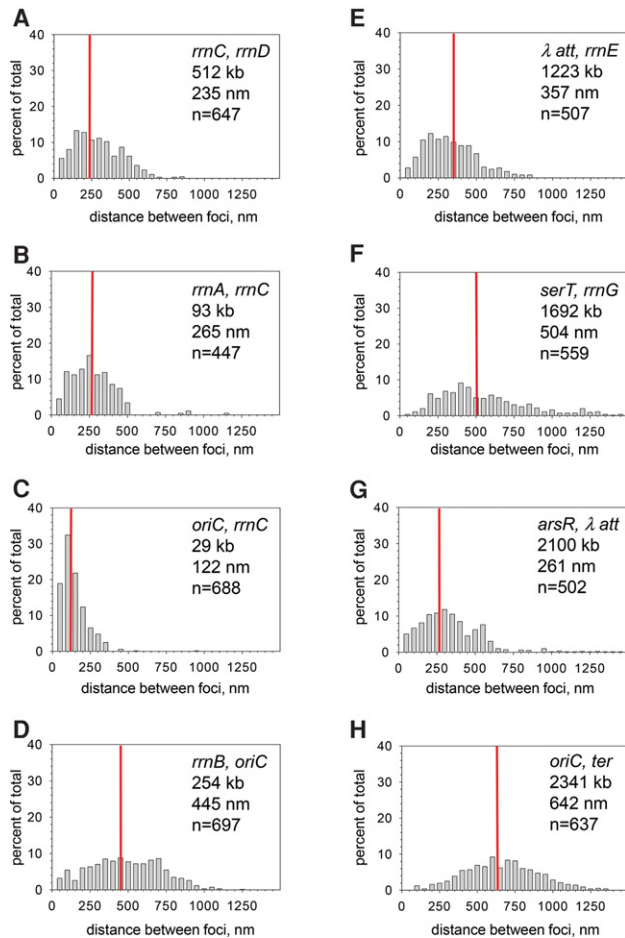 A
percent of total
40
30
20
10
0
rrnC, rrnD
512 kb
235 nm
n=647
0 250 500 750 1000 1250
distance between foci, nm
B
percent of total
40
30
20
10
0
rrnA, rrnC
93 kb
265 nm
n=447
0 250 500 750 1000 1250
distance between foci, nm
C
percent of total
40
30
20
10
0
oriC, rrnC
29 kb
122 nm
n=688
0 250 500 750 1000 1250
distance between foci, nm
D
percent of total
40
30
20
10
0
rrnB, oriC
254 kb
445 nm
n=697
0 250 500 750 1000 1250
distance between foci, nm
E
percent of total
40
30
20
10
0
λ att, rrnE
1223 kb
357 nm
n=507
0 250 500 750 1000 1250
distance between foci, nm
F
percent of total
40
30
20
10
0
serT, rrnG
1692 kb
504 nm
n=559
0 250 500 750 1000 1250
distance between foci, nm
G
percent of total
40
30
20
10
0
arsR, λ att
2100 kb
261 nm
n=502
0 250 500 750 1000 1250
distance between foci, nm
H
percent of total
40
30
20
10
0
oriC, ter
2341 kb
642 nm
n=637
0 250 500 750 1000 1250
distance between foci, nm